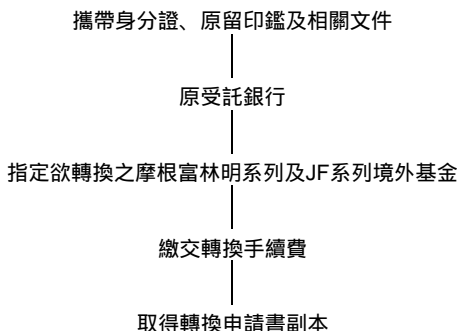 攜帶身分證、原留印鑑及相關文件
原受託銀行
指定欲轉換之摩根富林明系列及JF系列境外基金
繳交轉換手續費
取得轉換申請書副本